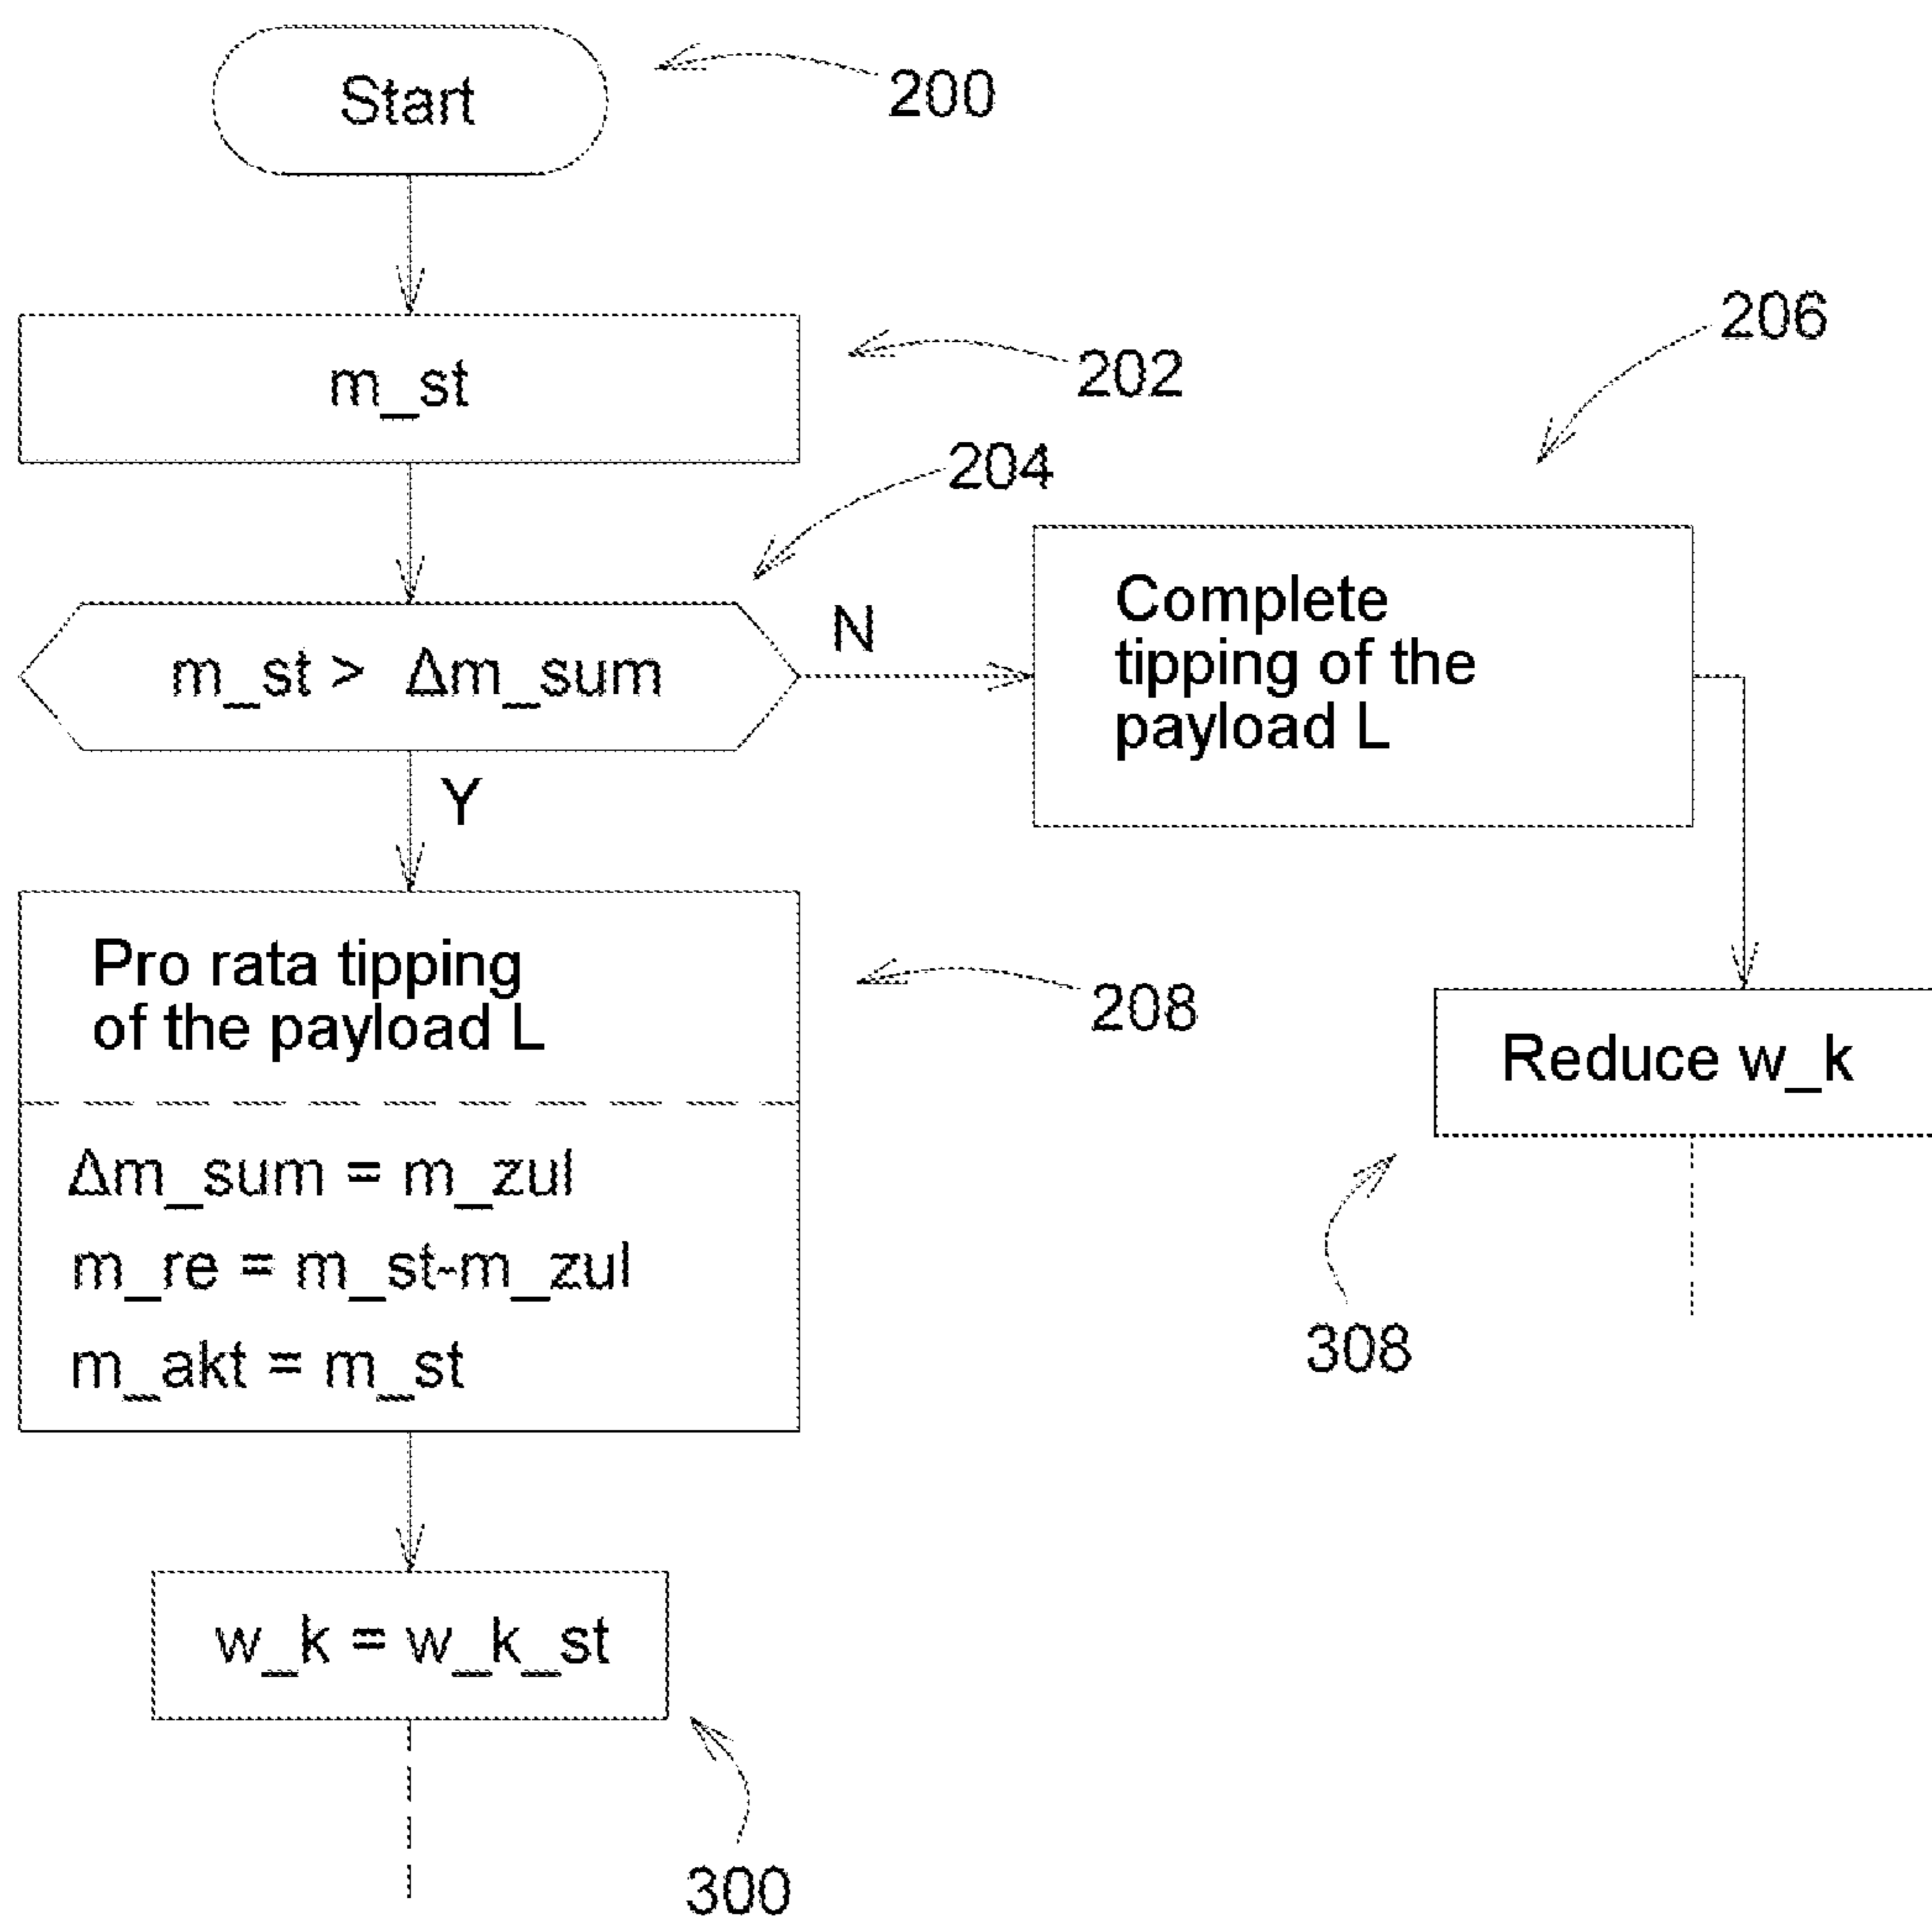 Start
200
m_st
202
206
204
m_st > Δm_sum
N
Complete
tipping of the
payload L
Y
Pro rata tipping
of the payload L
208
Reduce w_k
Δm_sum = m_zul
m_re = m_st-m_zul
m_akt = m_st
308
w_k = w_k_st
300